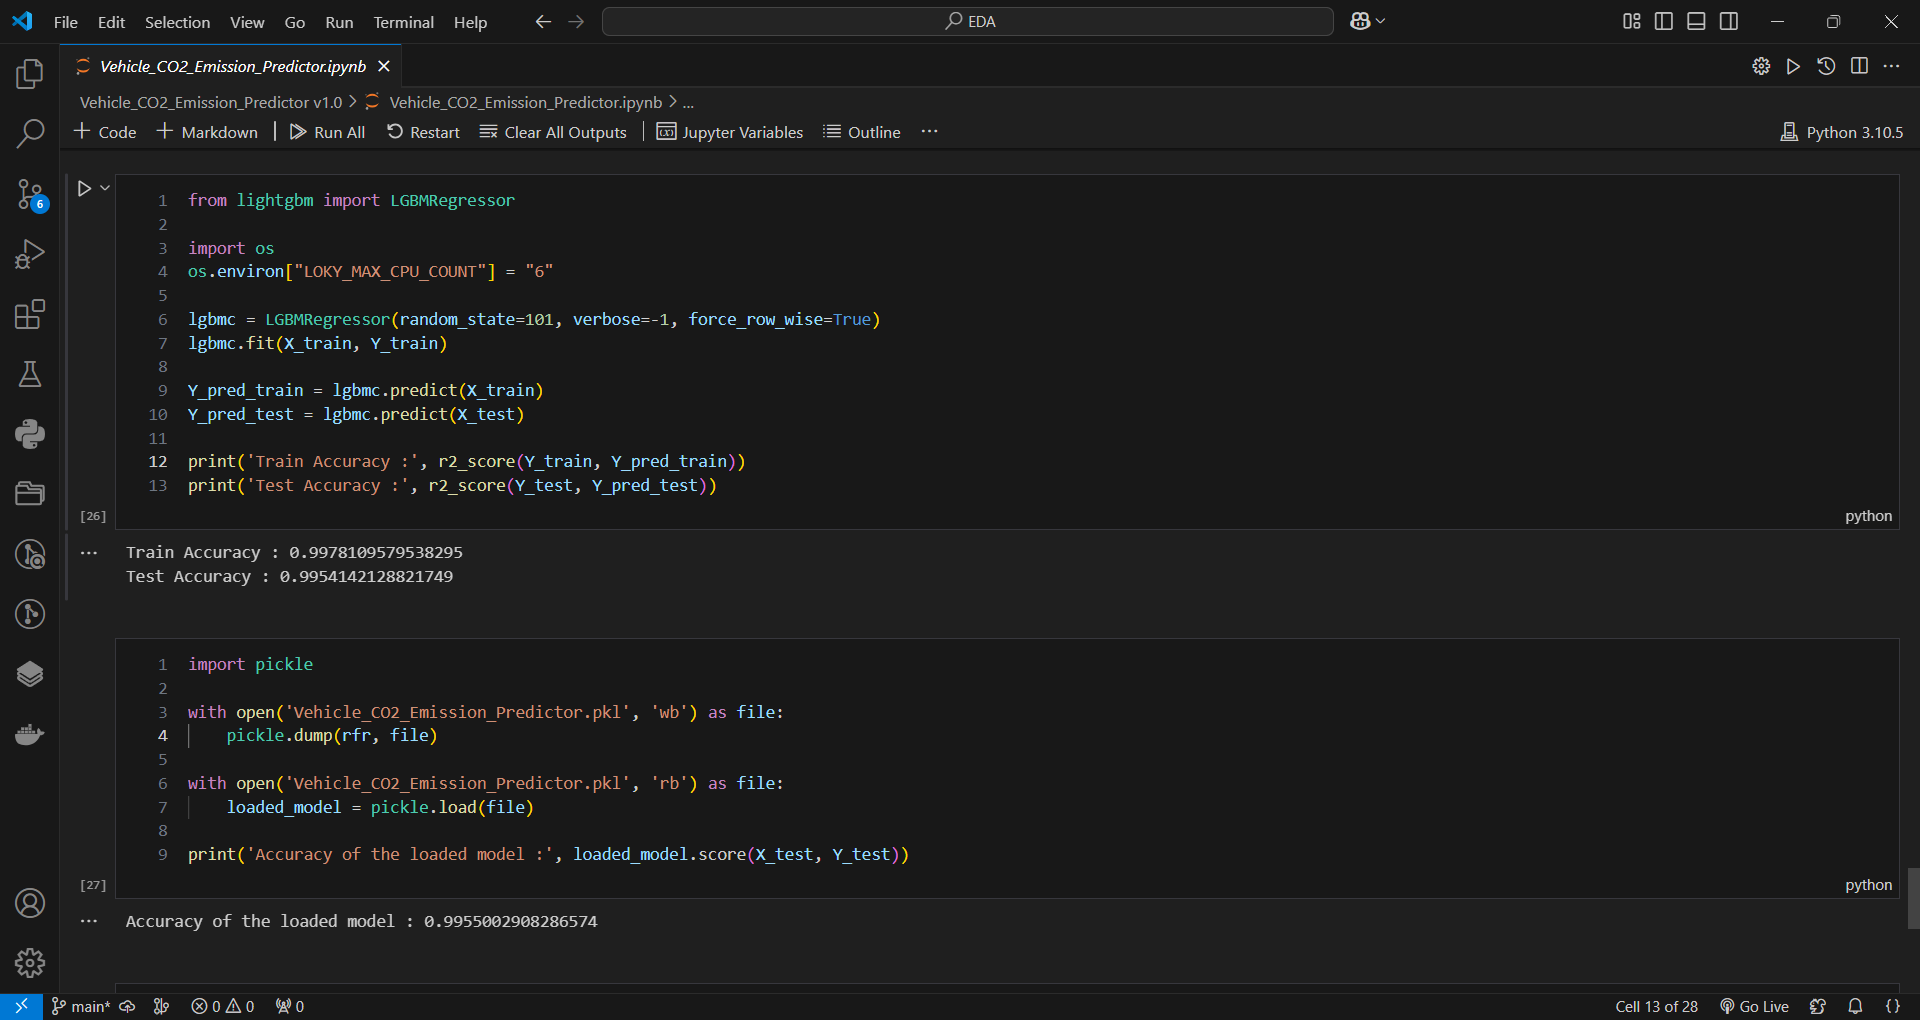 File Edit Selection View Go Run Terminal Help EDA
Vehicle_CO2_Emission_Predictor.ipynb
Vehicle_CO2_Emission_Predictor v1.0 > Vehicle_CO2_Emission_Predictor.ipynb > ...
+ Code + Markdown | Run All Restart Clear All Outputs | Jupyter Variables Outline ... Python 3.10.5
6
1 from lightgbm import LGBMRegressor
2
3 import os
4 os.environ["LOKY_MAX_CPU_COUNT"] = "6"
5
6 lgbmc = LGBMRegressor(random_state=101, verbose=-1, force_row_wise=True)
7 lgbmc.fit(X_train, Y_train)
8
9 Y_pred_train = lgbmc.predict(X_train)
10 Y_pred_test = lgbmc.predict(X_test)
11
12 print('Train Accuracy :', r2_score(Y_train, Y_pred_train))
13 print('Test Accuracy :', r2_score(Y_test, Y_pred_test))
[26] python
... Train Accuracy : 0.9978109579538295
Test Accuracy : 0.9954142128821749
1 import pickle
2
3 with open('Vehicle_CO2_Emission_Predictor.pkl', 'wb') as file:
4     pickle.dump(rfr, file)
5
6 with open('Vehicle_CO2_Emission_Predictor.pkl', 'rb') as file:
7     loaded_model = pickle.load(file)
8
9 print('Accuracy of the loaded model :', loaded_model.score(X_test, Y_test))
[27] python
... Accuracy of the loaded model : 0.9955002908286574
main* 0 0 0 Cell 13 of 28 Go Live {}